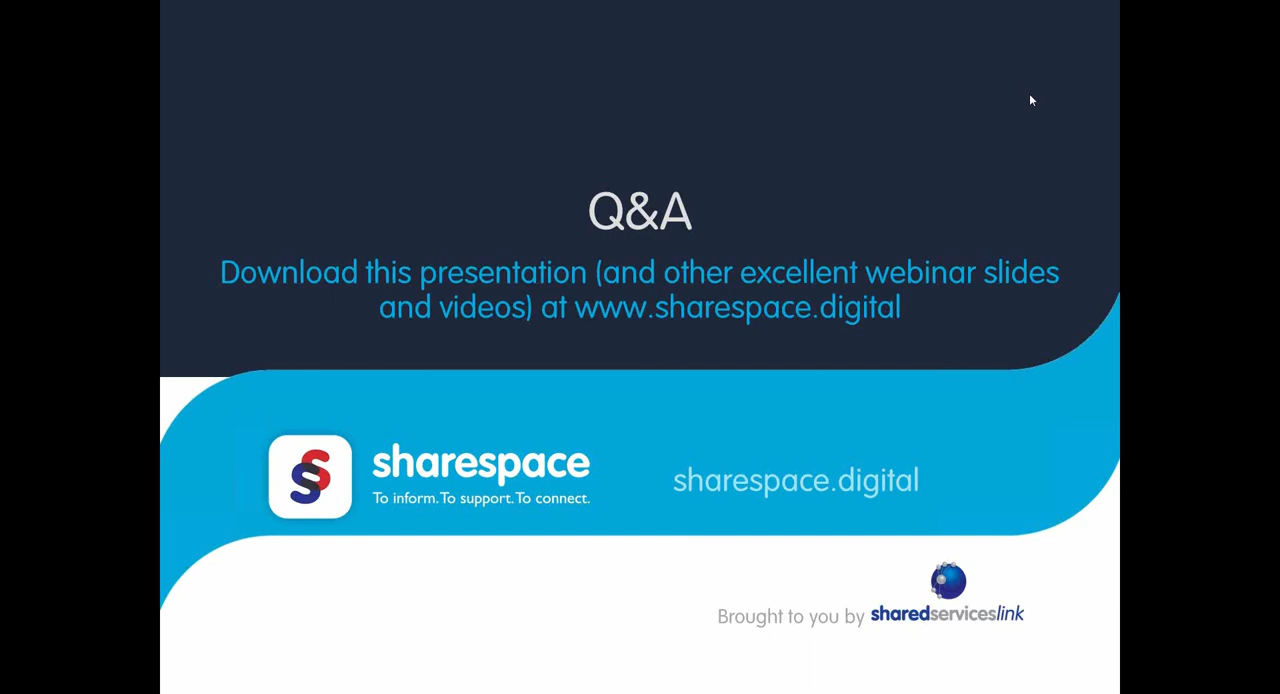 Q&A
Download this presentation (and other excellent webinar slides
and videos) at www.sharespace.digital
sharespace
To inform. To support. To connect.
sharespace.digital
Brought to you by sharedserviceslink